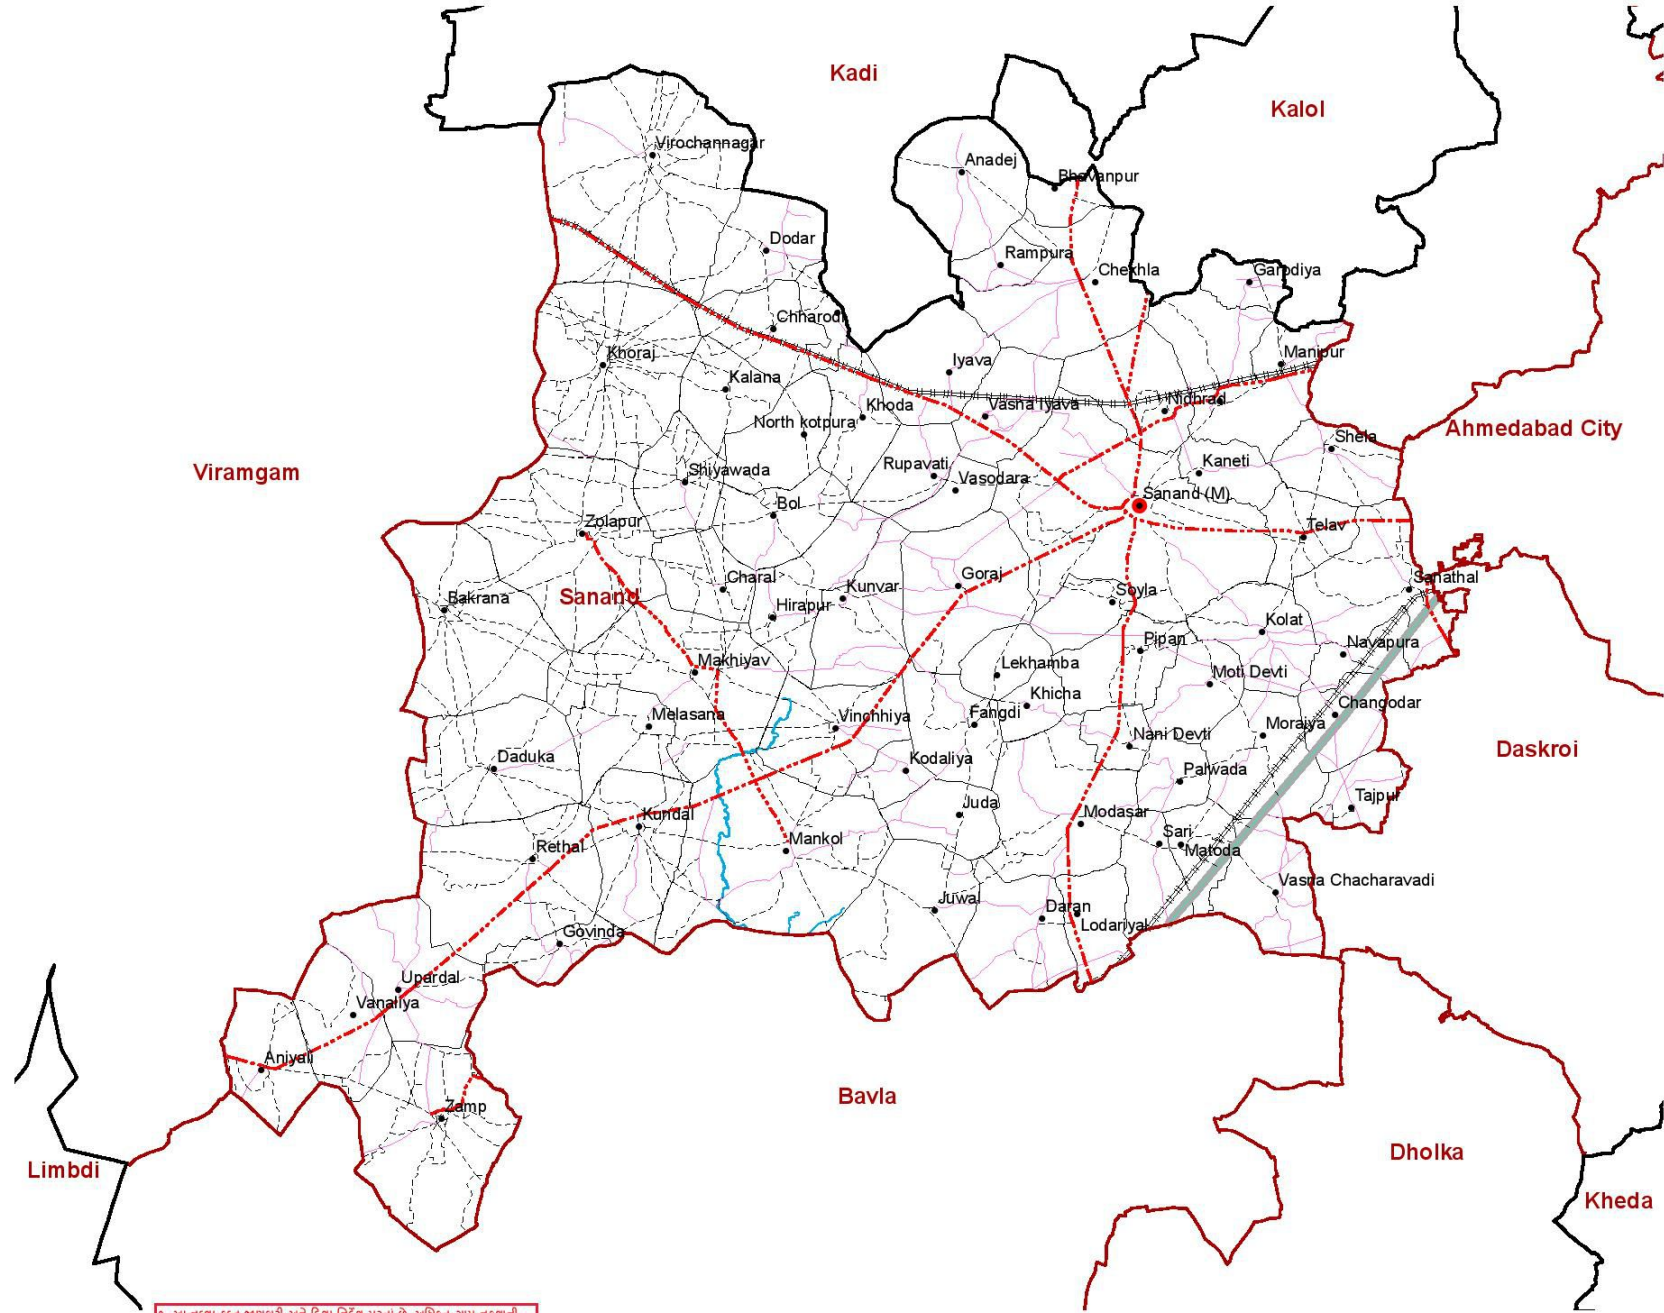 Kadi
Kalol
Virochannagar
Anadej
Bhavanpur
Dodar
Rampura
Chekhla
Garodiya
Chharodi
Khoraj
Iyava
Manipur
Kalana
Khoda
Vasna Iyava
Nidhrad
North kotpura
Ahmedabad City
Shela
Viramgam
Shiyawada
Rupavati
Vasodara
Kaneti
Sanand (M)
Bol
Zolapur
Telav
Charal
Kunvar
Goraj
Sanathal
Bakrana
Sanand
Hirapur
Soyla
Kolat
Pipan
Navapura
Makhiyav
Lekhamba
Moti Devti
Khicha
Changodar
Melasana
Vinchhiya
Fangdi
Moraiya
Nani Devti
Daskroi
Daduka
Kodaliya
Palwada
Juda
Tajpur
Kundal
Modasar
Mankol
Sari
Rethal
Matoda
Vasna Chacharavadi
Juwal
Daran
Lodariyal
Govinda
Upardal
Vanaliya
Aniyali
Bavla
Zamp
Dholka
Limbdi
Kheda